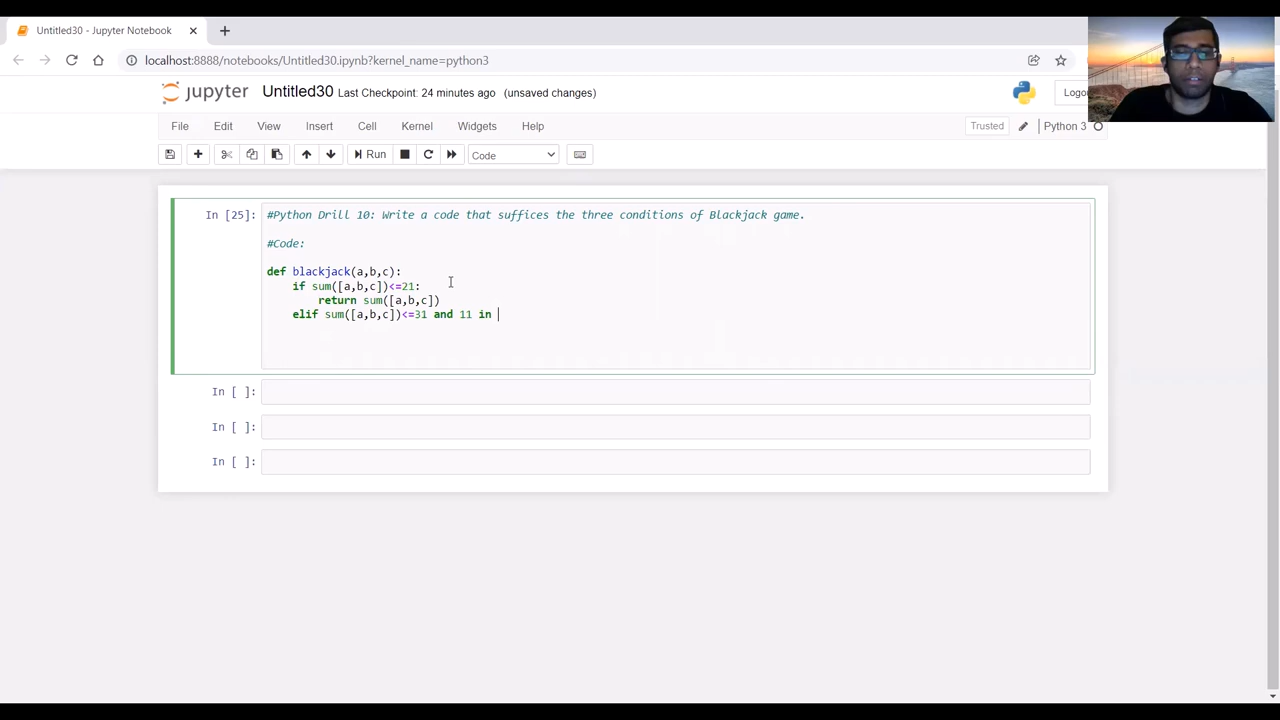 Untitled30 - Jupyter Notebook
localhost:8888/notebooks/Untitled30.ipynb?kernel_name=python3
jupyter Untitled30 Last Checkpoint: 24 minutes ago (unsaved changes)
File Edit View Insert Cell Kernel Widgets Help Trusted Python 3
Run Code
In [25]: #Python Drill 10: Write a code that suffices the three conditions of Blackjack game.
#Code:
def blackjack(a,b,c):
if sum([a,b,c])<=21:
return sum([a,b,c])
elif sum([a,b,c])<=31 and 11 in
In [ ]:
In [ ]:
In [ ]: